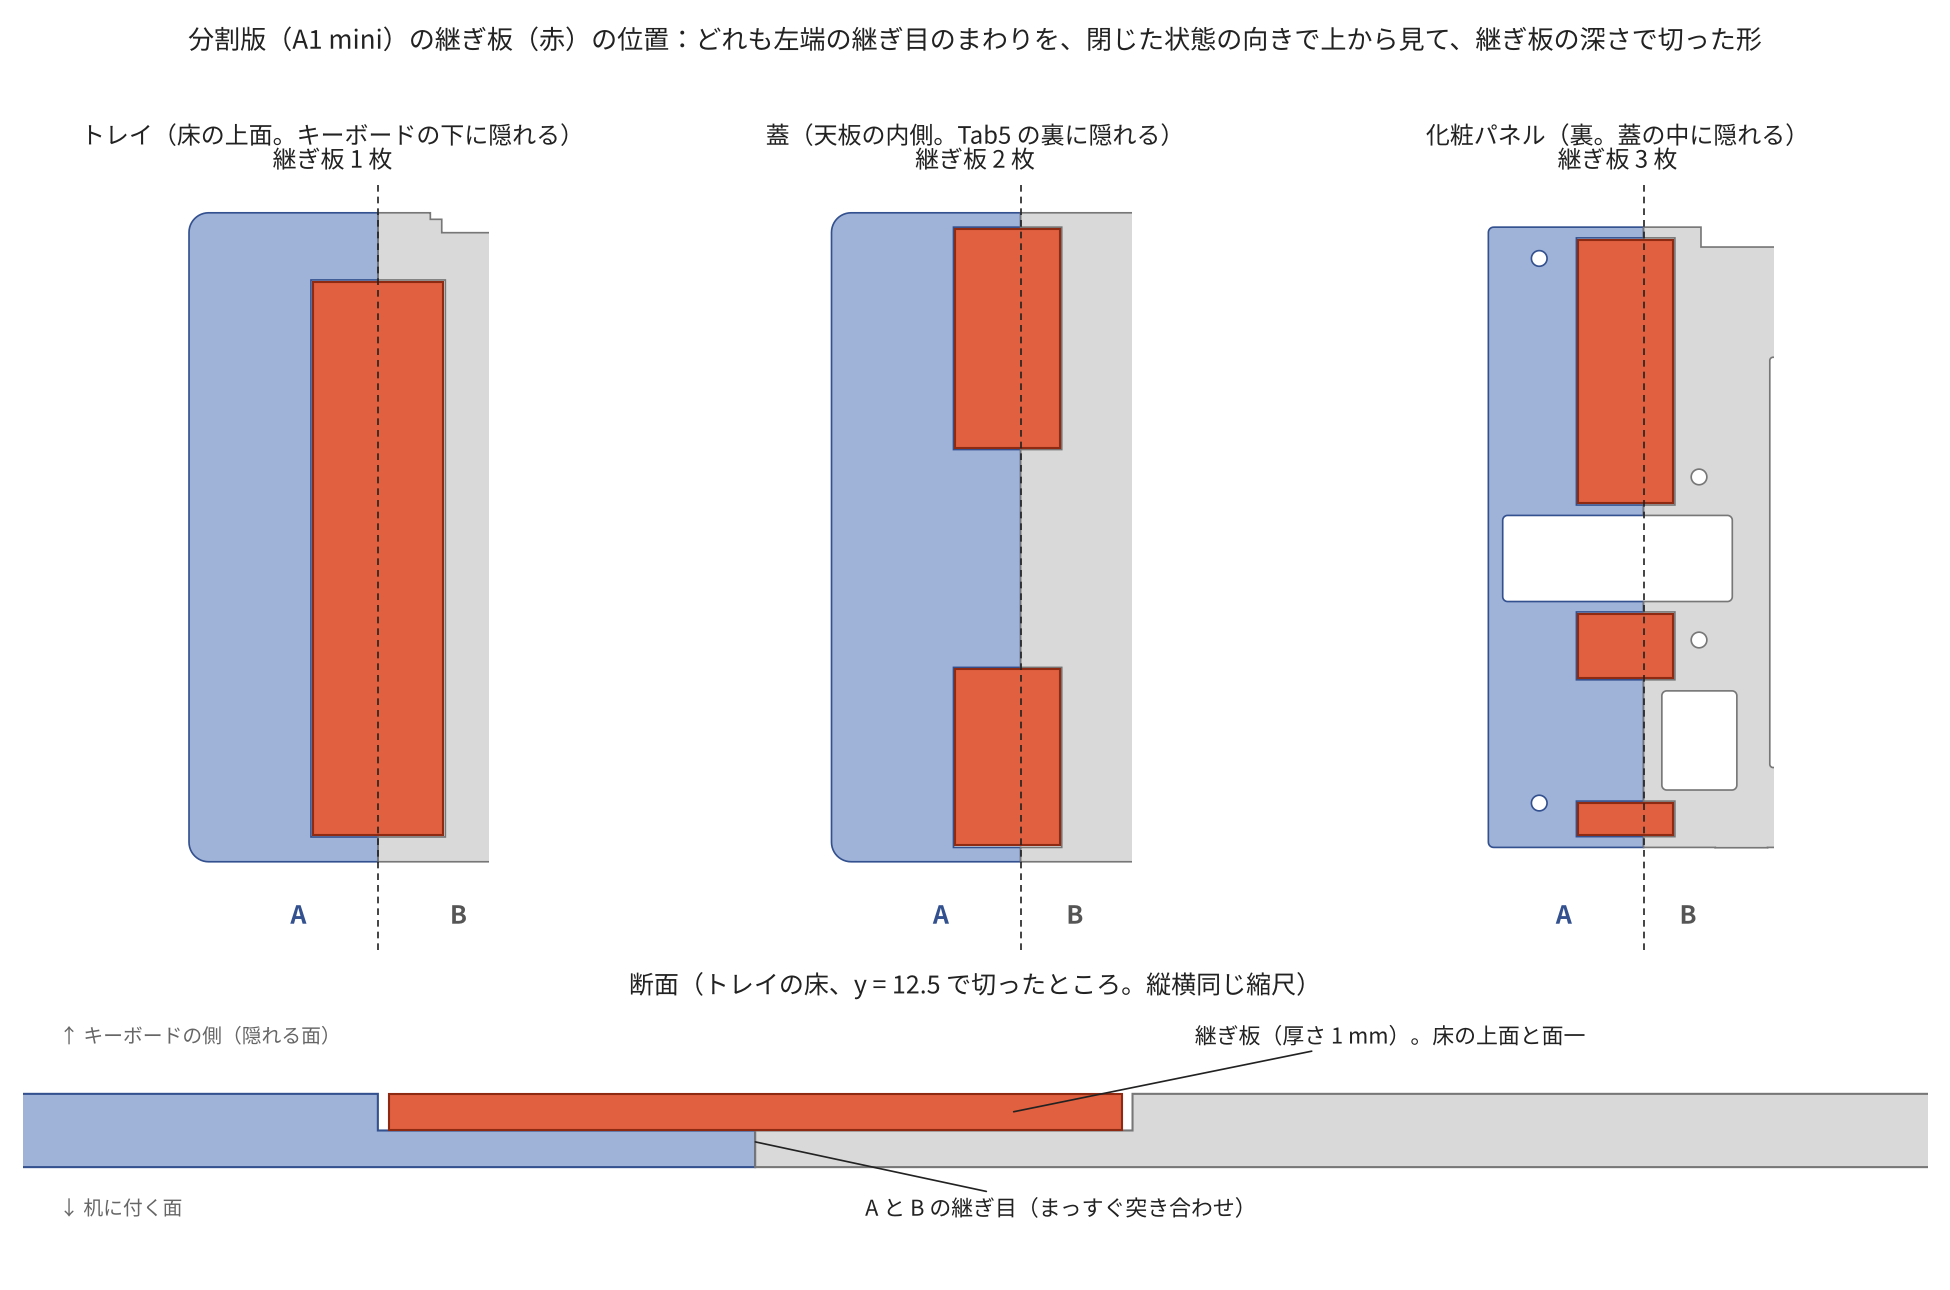 分割版（A1 mini）の継ぎ板（赤）の位置：どれも左端の継ぎ目のまわりを、閉じた状態の向きで上から見て、継ぎ板の深さで切った形
トレイ（床の上面。キーボードの下に隠れる）
継ぎ板 1 枚
蓋（天板の内側。Tab5 の裏に隠れる）
継ぎ板 2 枚
化粧パネル（裏。蓋の中に隠れる）
継ぎ板 3 枚
A
B
A
B
A
B
断面（トレイの床、y = 12.5 で切ったところ。縦横同じ縮尺）
↑ キーボードの側（隠れる面）
継ぎ板（厚さ 1 mm）。床の上面と面一
↓ 机に付く面
A と B の継ぎ目（まっすぐ突き合わせ）